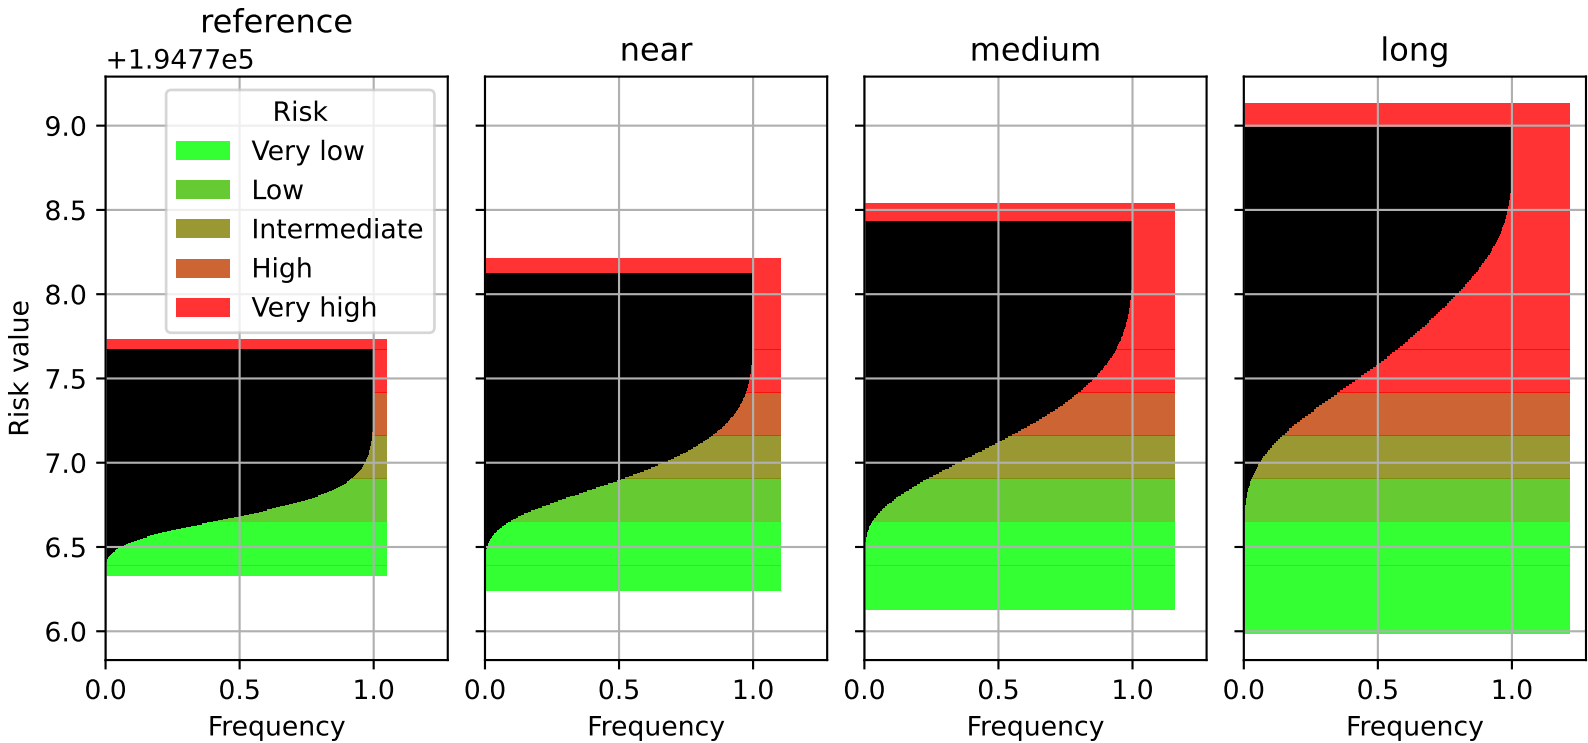 reference
near
medium
long
+1.9477e5
Risk
Very low
Low
Intermediate
High
Very high
Risk value
9.0
8.5
8.0
7.5
7.0
6.5
6.0
0.0 0.5 1.0
0.0 0.5 1.0
0.0 0.5 1.0
0.0 0.5 1.0
Frequency
Frequency
Frequency
Frequency